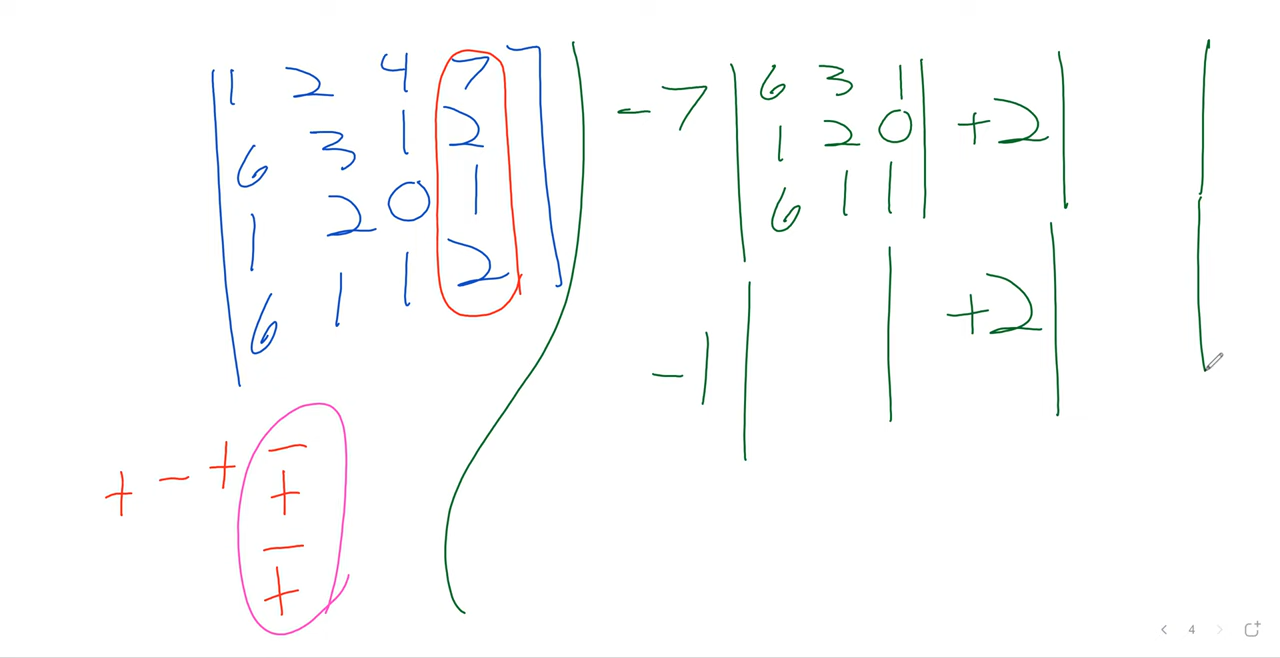 1 2 4 7
6 3 1 2
1 2 0 1
6 1 1 2
+ - + -
+
-
+
-7 | 6 3 1 | +2 | |
1 2 0
6 1 1
-1 | | +2 | |
< 4 >